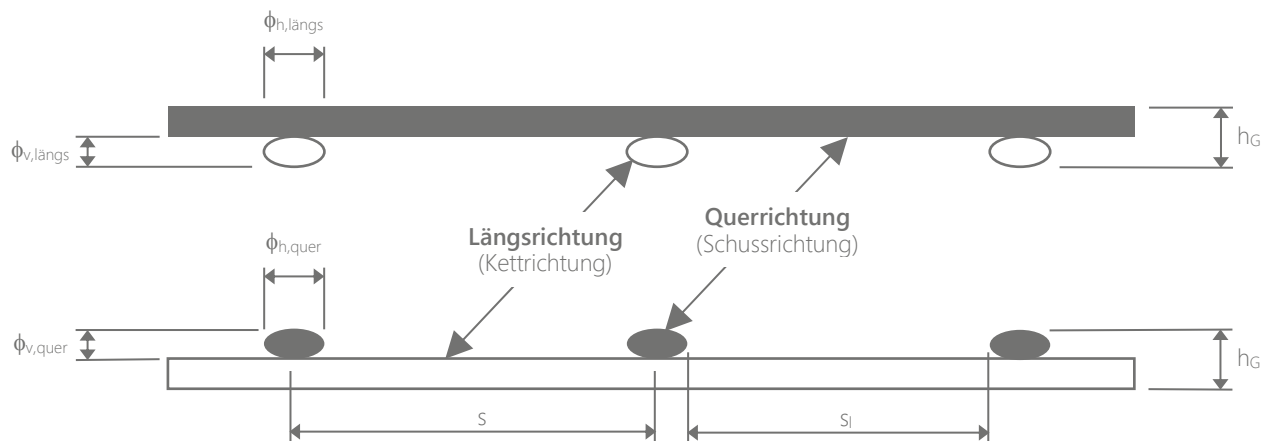 ϕh,längs
ϕv,längs
hG
Längsrichtung
(Kettrichtung)
Querrichtung
(Schussrichtung)
ϕh,quer
ϕv,quer
hG
s
sl